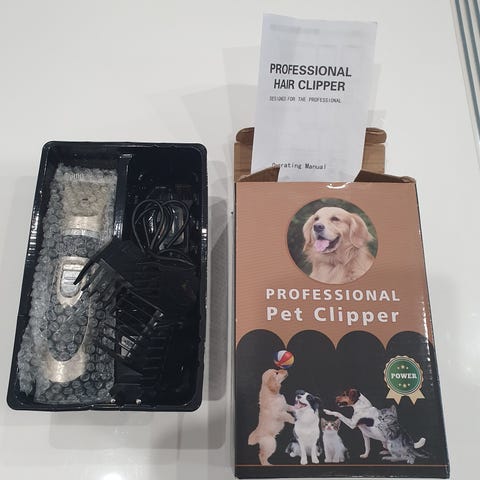 PROFESSIONAL
HAIR CLIPPER
DESIGNED FOR THE PROFESSIONAL
Operating Manual
PROFESSIONAL
Pet Clipper
POWER